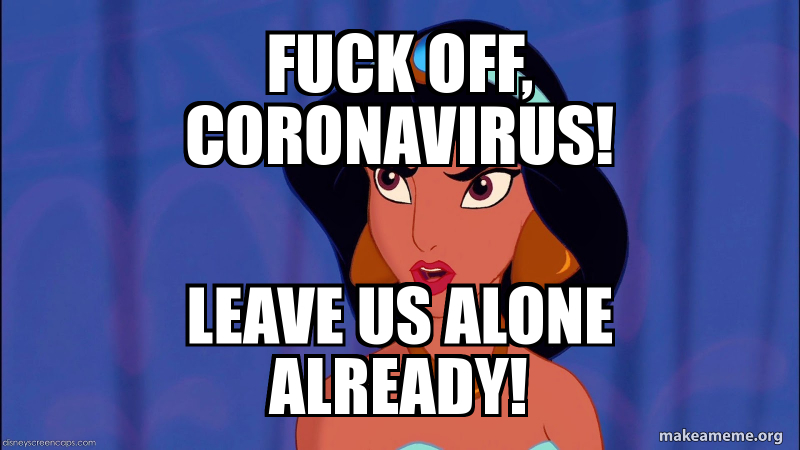 FUCK OFF,
CORONAVIRUS!
LEAVE US ALONE
ALREADY!
disneyscreencaps.com
makeameme.org